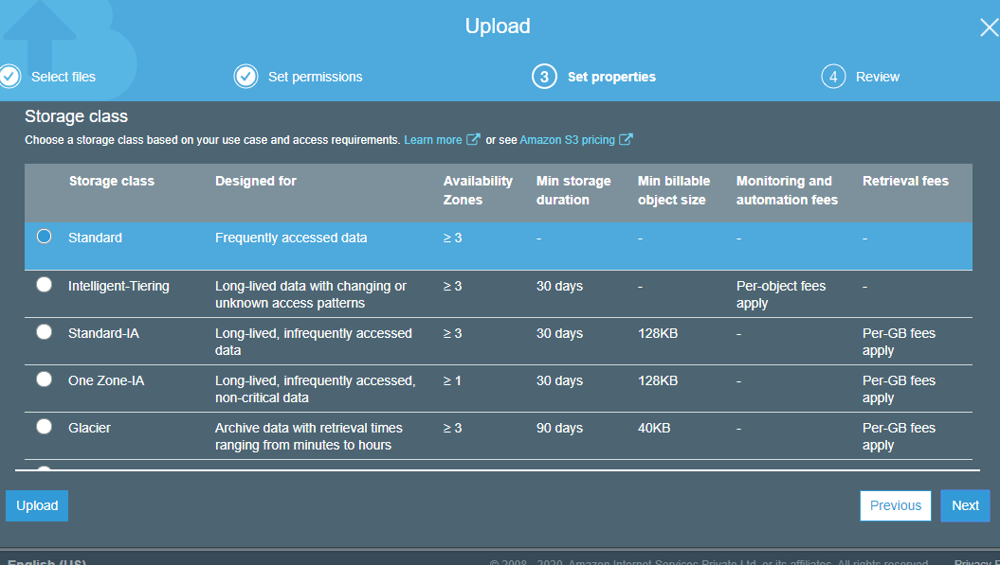 Upload
Select files
Set permissions
3 Set properties
4 Review
Storage class
Choose a storage class based on your use case and access requirements. Learn more or see Amazon S3 pricing
Storage class Designed for Availability Zones Min storage duration Min billable object size Monitoring and automation fees Retrieval fees
Standard Frequently accessed data ≥ 3 - - - -
Intelligent-Tiering Long-lived data with changing or unknown access patterns ≥ 3 30 days - Per-object fees apply -
Standard-IA Long-lived, infrequently accessed data ≥ 3 30 days 128KB - Per-GB fees apply
One Zone-IA Long-lived, infrequently accessed, non-critical data ≥ 1 30 days 128KB - Per-GB fees apply
Glacier Archive data with retrieval times ranging from minutes to hours ≥ 3 90 days 40KB - Per-GB fees apply
Upload
Previous
Next
English (US)
© 2008 - 2020, Amazon Internet Services Private Ltd. or its affiliates. All rights reserved.
Privacy